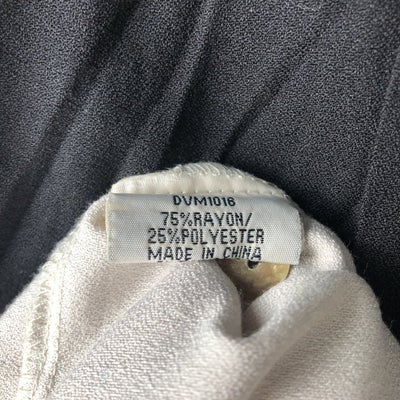 DVM1016
75%RAYON/
25%POLYESTER
MADE IN CHINA